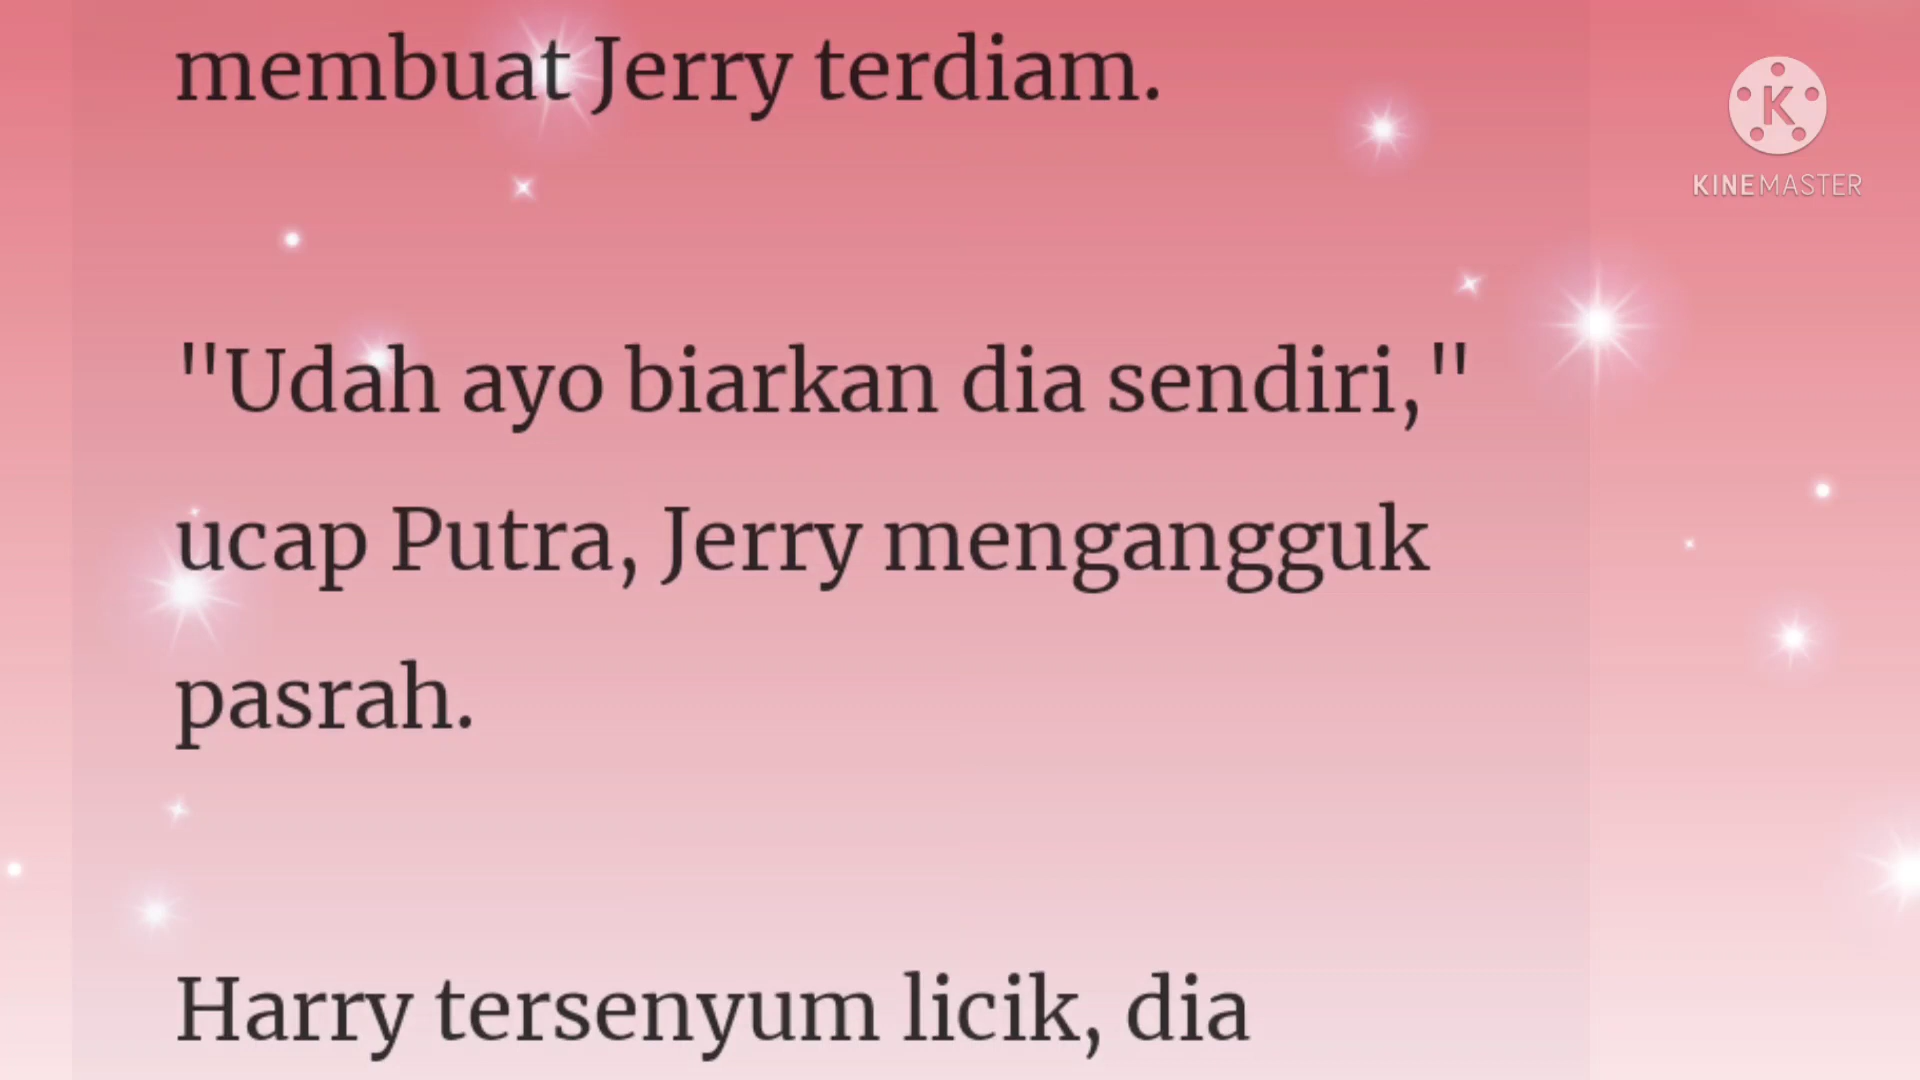 membuat Jerry terdiam.
KINEMASTER
"Udah ayo biarkan dia sendiri,"
ucap Putra, Jerry mengangguk
pasrah.
Harry tersenyum licik, dia